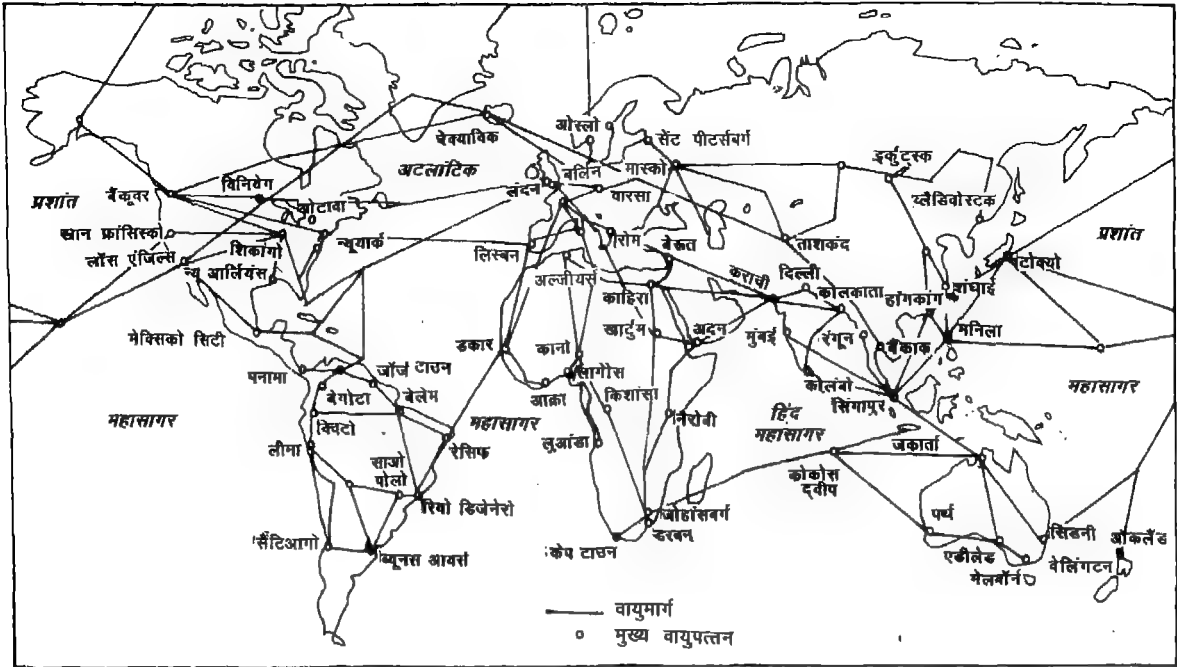 ओस्लो
सेंट पीटर्सबर्ग
रेक्याविक
इर्कुटस्क
अटलांटिक
बर्लिन
मास्को
विनिपेग
लंदन
वारसा
बैंकूवर
प्रशांत
ओटावा
व्लैडिवोस्टक
प्रशांत
खान फ्रांसिस्को
न्यूयार्क
रोम
बेरूत
ताशकंद
शिकागो
लिस्बन
लॉस एंजिल्स
दिल्ली
टोक्यो
न्यू आर्लियंस
अल्जीयर्स
कराची
शंघाई
काहिरा
कोलकाता
हांगकांग
खार्टुम
अदन
मुंबई
रंगून
मनिला
मेक्सिको सिटी
बैंकाक
डकार
कानो
पनामा
जॉर्ज टाउन
लागोस
कोलंबो
महासागर
आक्रा
किशांसा
सिंगापुर
बेगोटा
बेलेम
हिंद
महासागर
महासागर
महासागर
नैरोबी
क्विटो
लुआंडा
जकार्ता
लीमा
रेसिफ
साओ
पोलो
कोकोस
द्वीप
रियो डिजेनेरो
जोहांसबर्ग
पर्थ
डरबन
सिडनी
सैंटिआगो
ऑकलैंड
ब्यूनस आयर्स
केप टाउन
एडीलेड
वेलिंगटन
मेलबॉर्न
वायुमार्ग
मुख्य वायुपत्तन